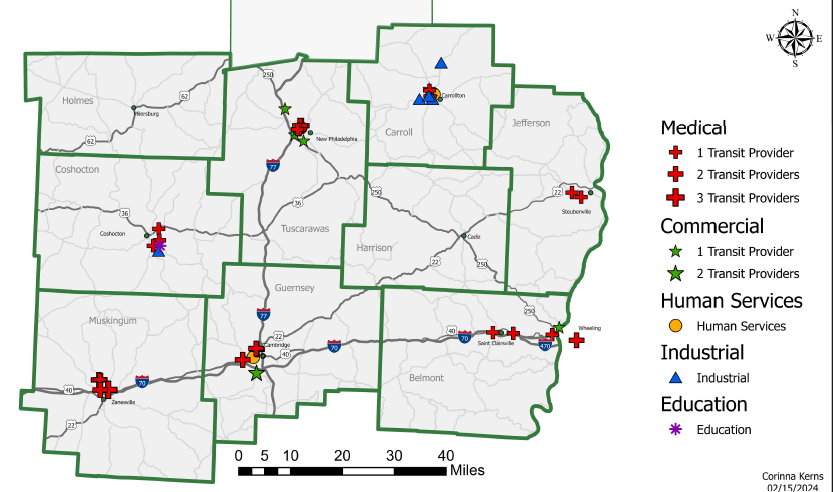 N
W E
S
250
Holmes
62
Millersburg
62
Carrollton
Carroll
Jefferson
New Philadelphia
77
Coshocton
36
Coshocton
36
250
22
Steubenville
Tuscarawas
Harrison
Cadiz
22
250
Guernsey
250
77
Muskingum
22
Cambridge
40
70
40
70
Saint Clairsville
470
Wheeling
Belmont
40
70
Zanesville
22
0 5 10 20 30 40
Miles
Medical
1 Transit Provider
2 Transit Providers
3 Transit Providers
Commercial
1 Transit Provider
2 Transit Providers
Human Services
Human Services
Industrial
Industrial
Education
Education
Corinna Kerns
02/15/2024